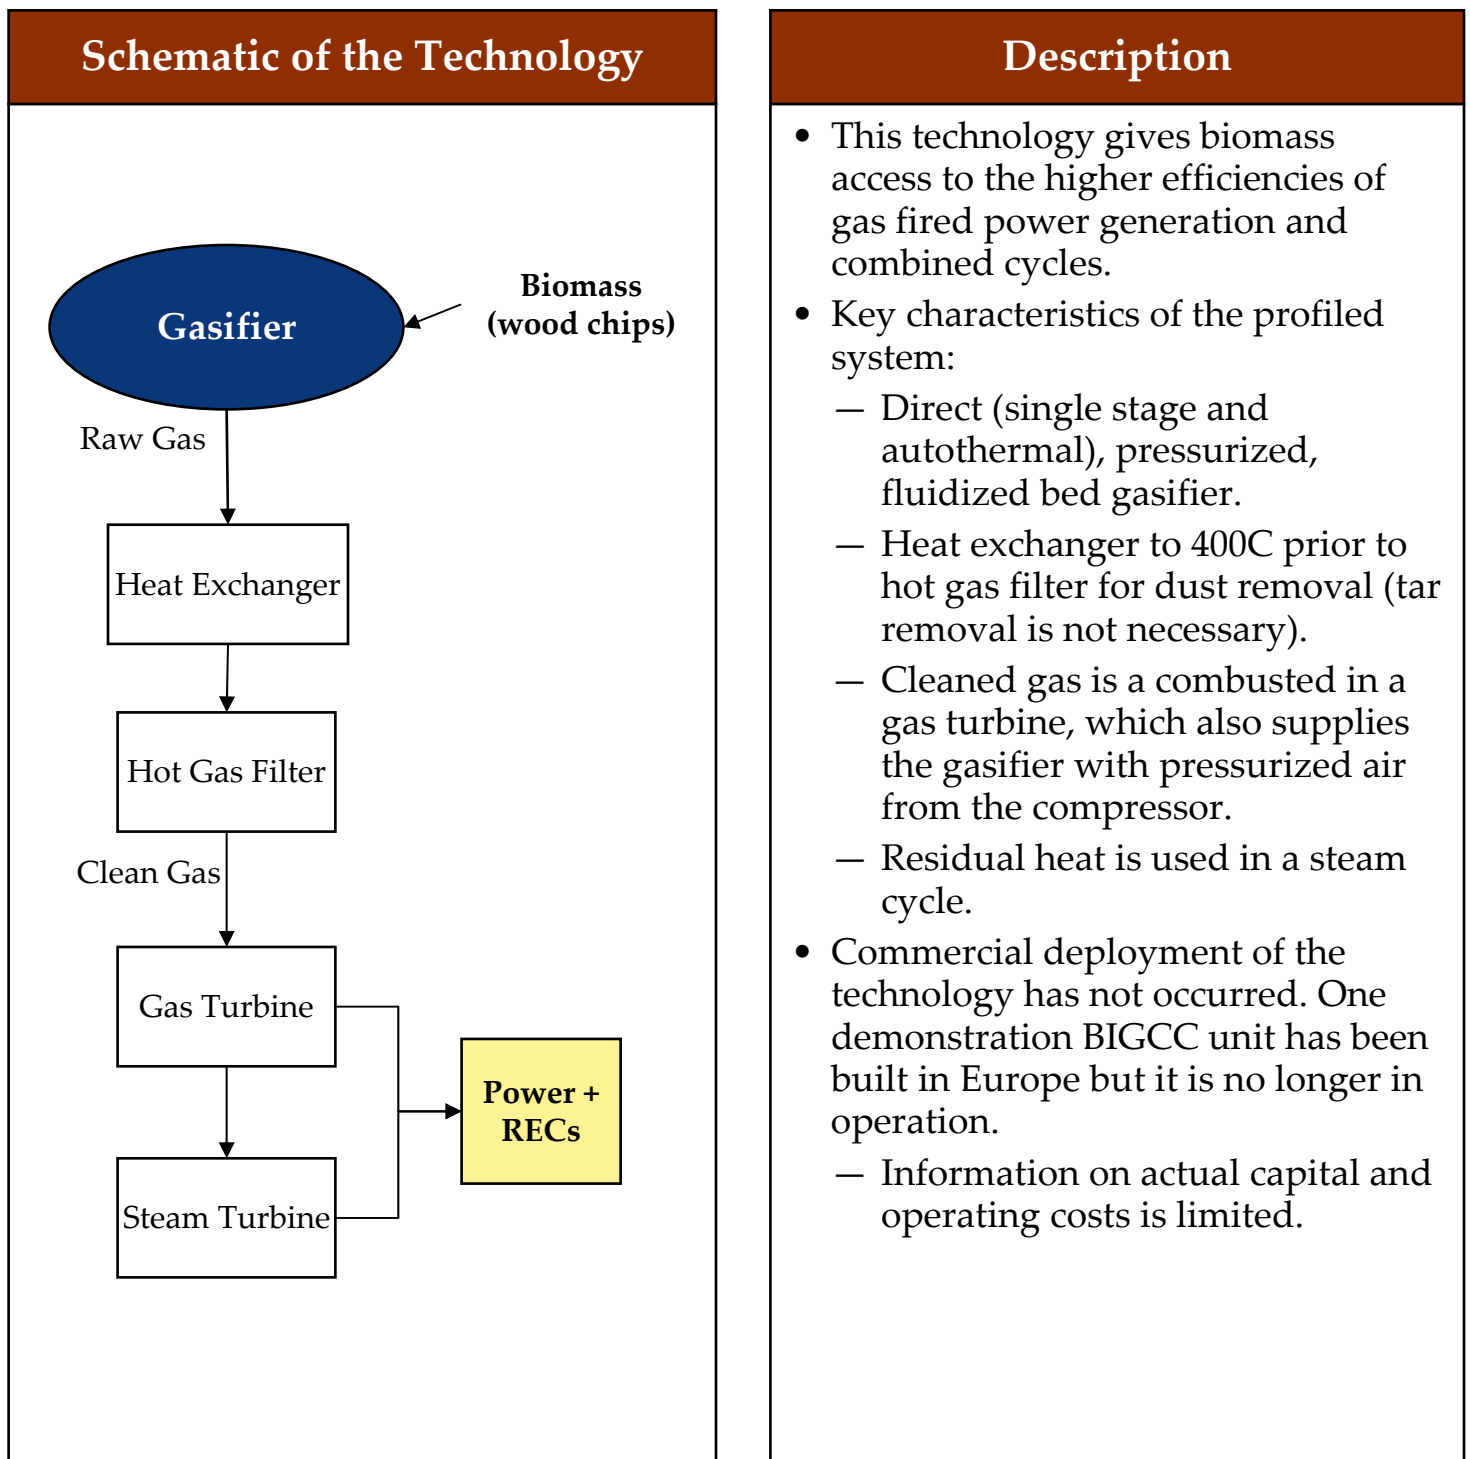 Schematic of the Technology
Gasifier
Biomass
(wood chips)
Raw Gas
Heat Exchanger
Hot Gas Filter
Clean Gas
Gas Turbine
Power +
RECs
Steam Turbine
Description
• This technology gives biomass
access to the higher efficiencies of
gas fired power generation and
combined cycles.
• Key characteristics of the profiled
system:
— Direct (single stage and
autothermal), pressurized,
fluidized bed gasifier.
— Heat exchanger to 400C prior to
hot gas filter for dust removal (tar
removal is not necessary).
— Cleaned gas is a combusted in a
gas turbine, which also supplies
the gasifier with pressurized air
from the compressor.
— Residual heat is used in a steam
cycle.
• Commercial deployment of the
technology has not occurred. One
demonstration BIGCC unit has been
built in Europe but it is no longer in
operation.
— Information on actual capital and
operating costs is limited.